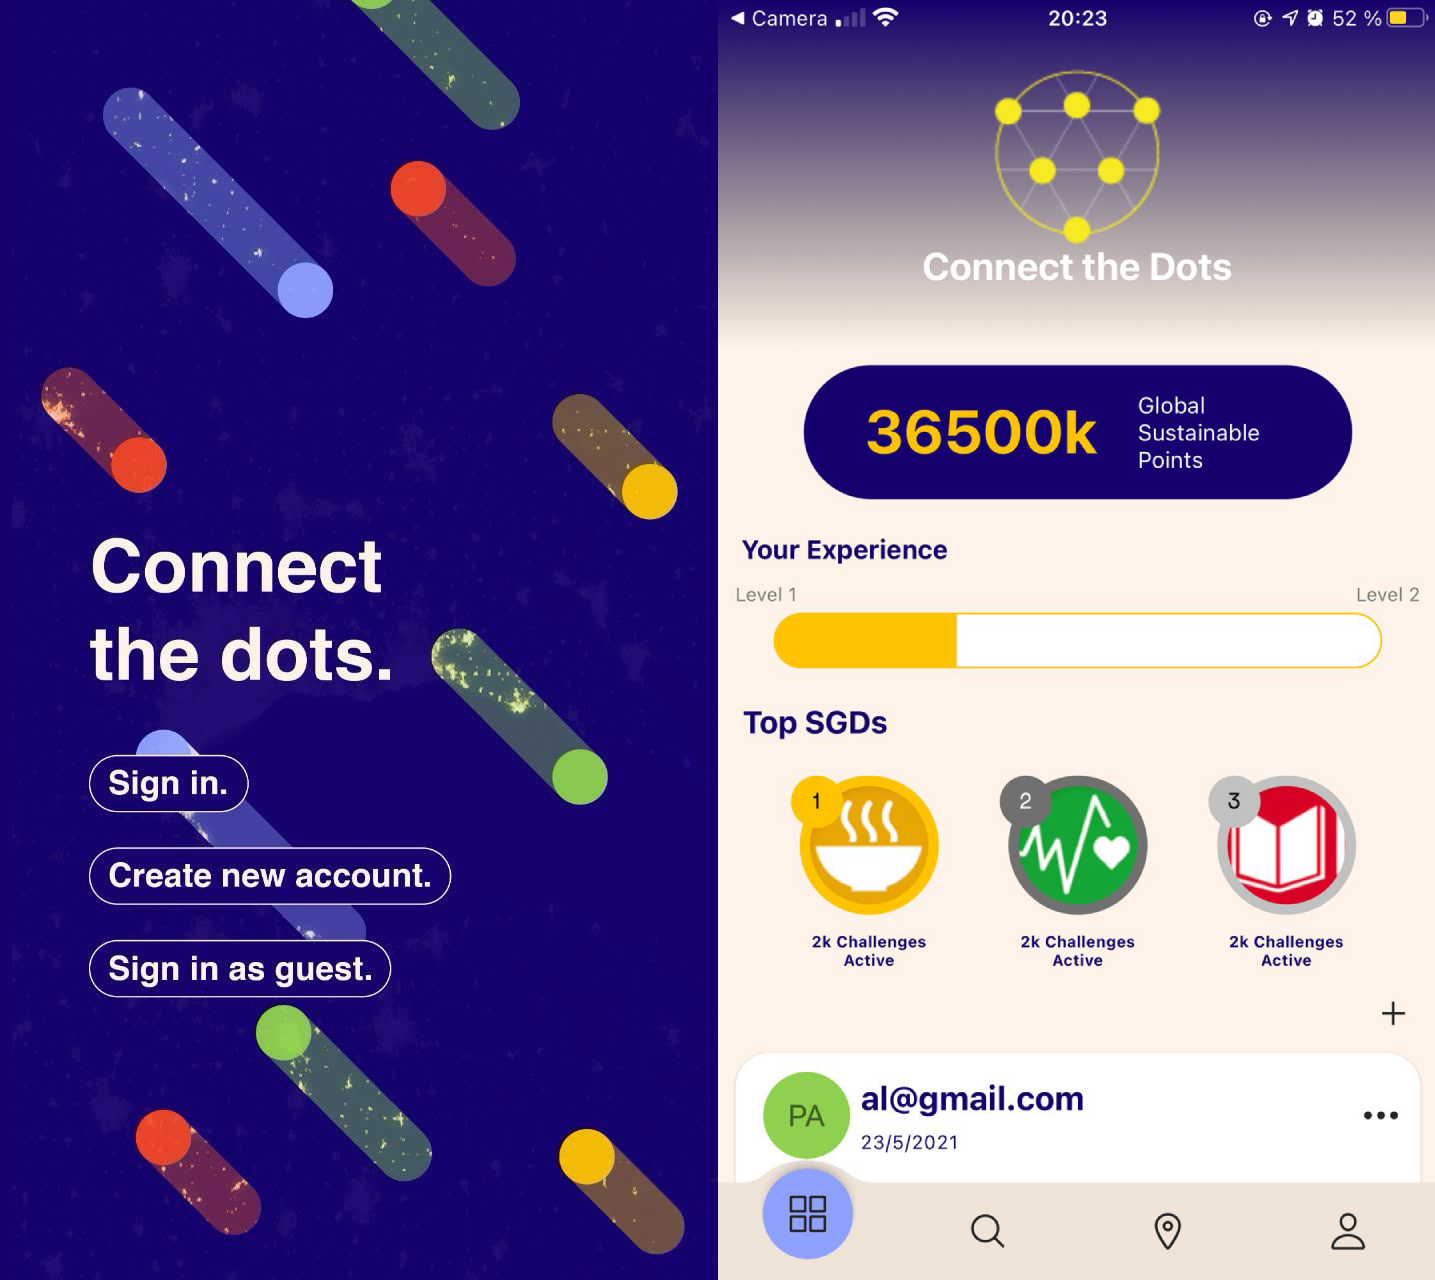 Connect
the dots.
Sign in.
Create new account.
Sign in as guest.
Camera
20:23
52 %
Connect the Dots
36500k
Global
Sustainable
Points
Your Experience
Level 1
Level 2
Top SGDs
1
2
3
2k Challenges
Active
2k Challenges
Active
2k Challenges
Active
+
PA
al@gmail.com
23/5/2021